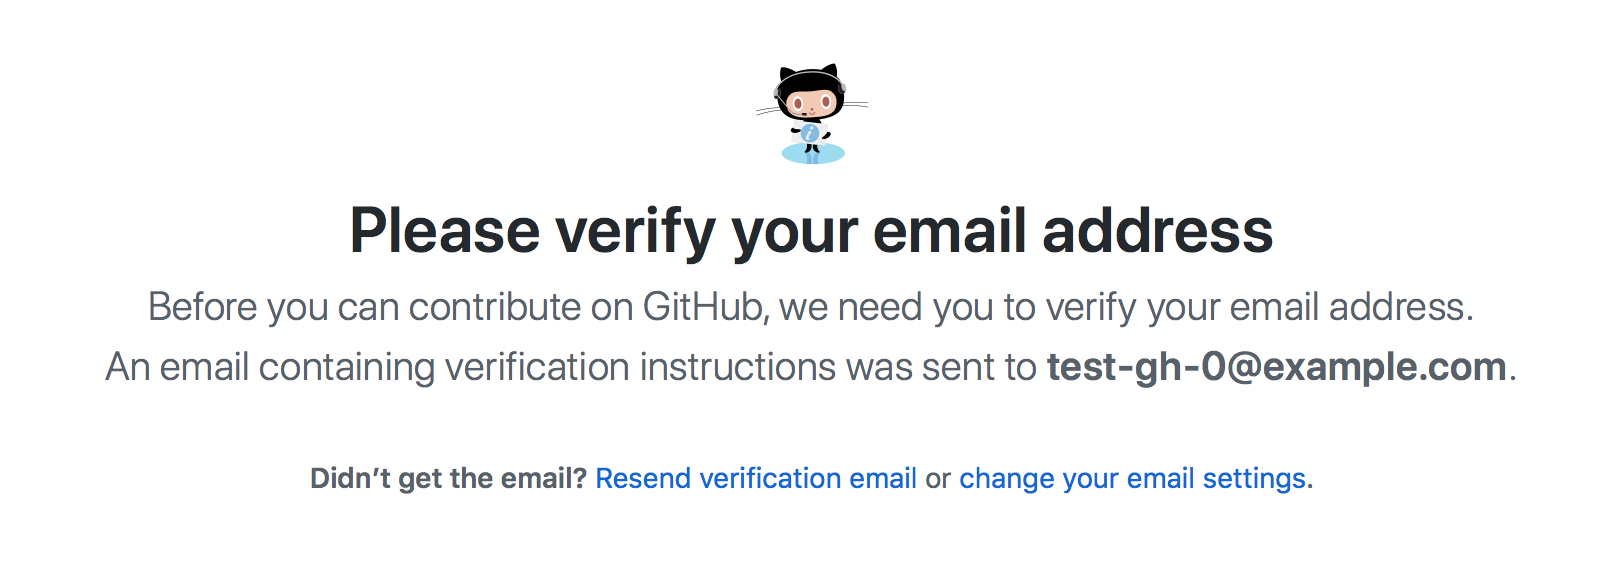 i
Please verify your email address
Before you can contribute on GitHub, we need you to verify your email address.
An email containing verification instructions was sent to test-gh-0@example.com.
Didn’t get the email? Resend verification email or change your email settings.